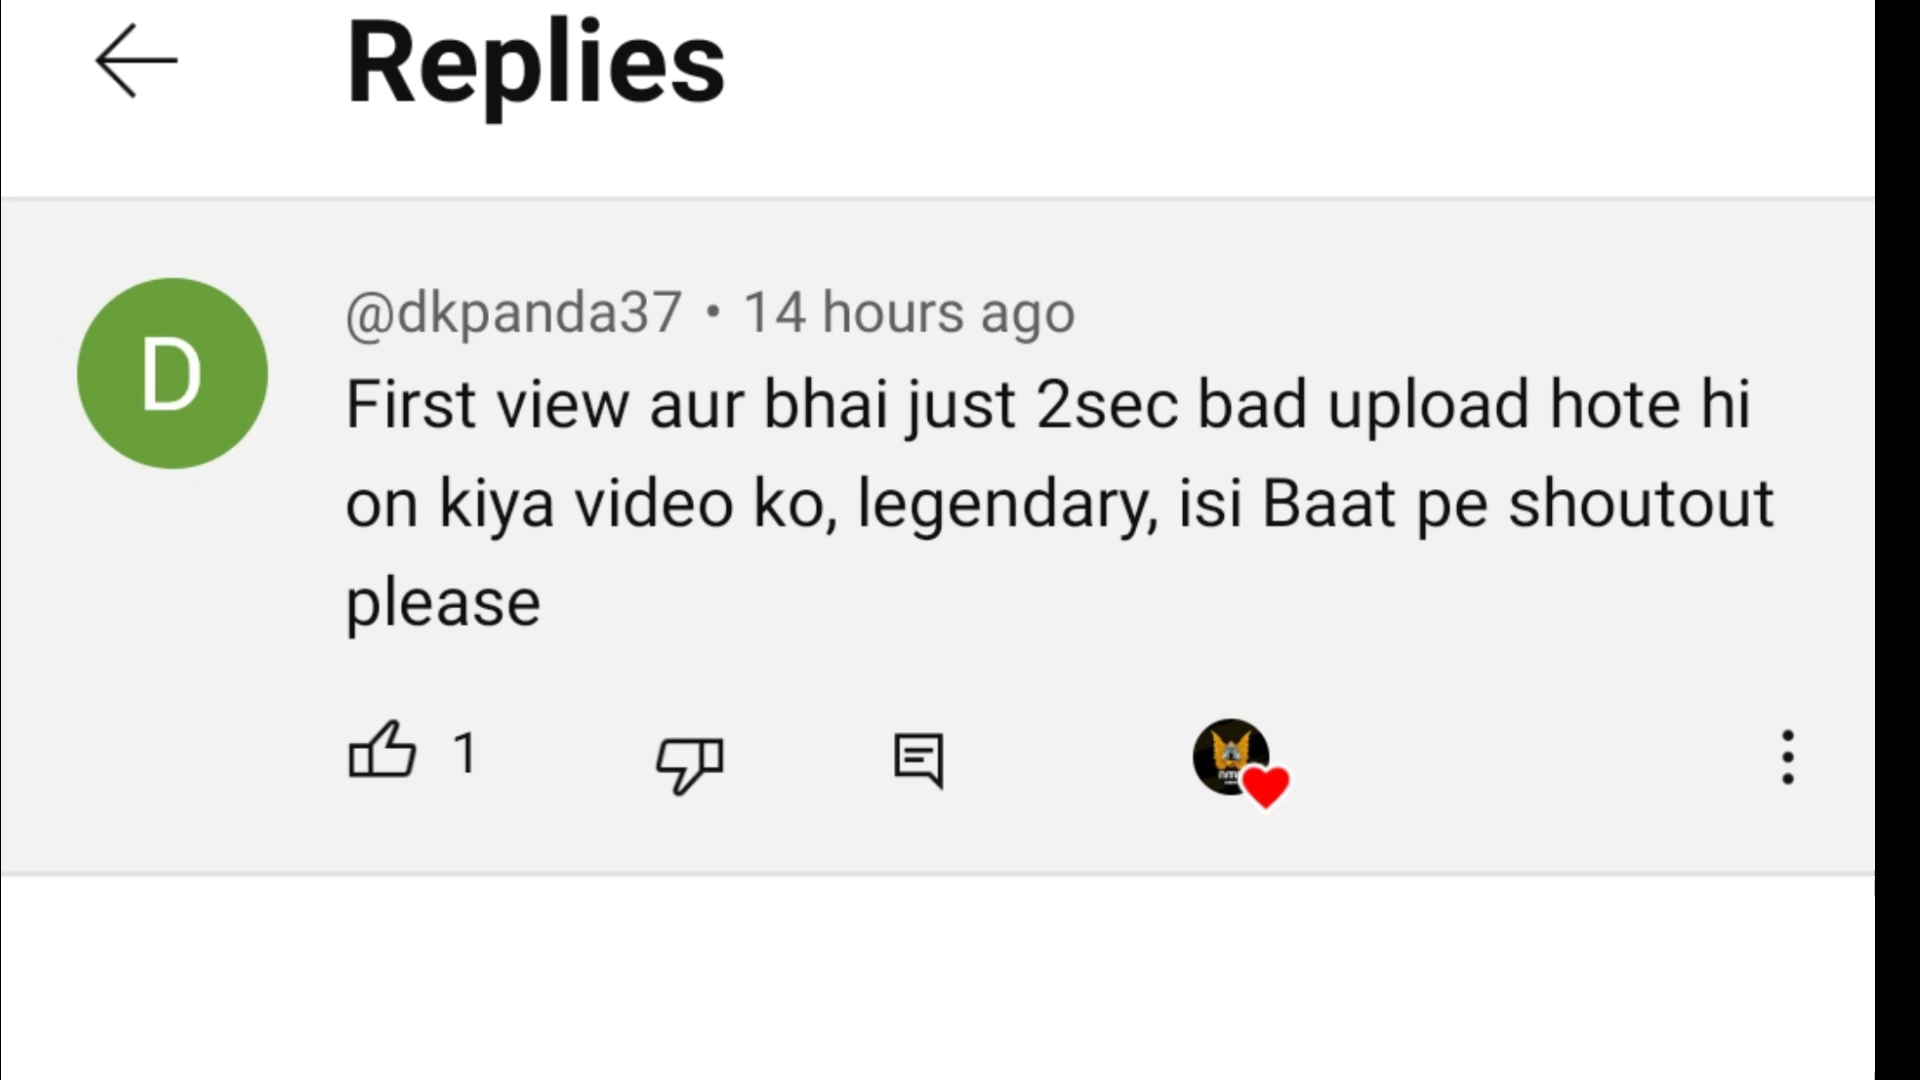 Replies
D
@dkpanda37 • 14 hours ago
First view aur bhai just 2sec bad upload hote hi
on kiya video ko, legendary, isi Baat pe shoutout
please
1